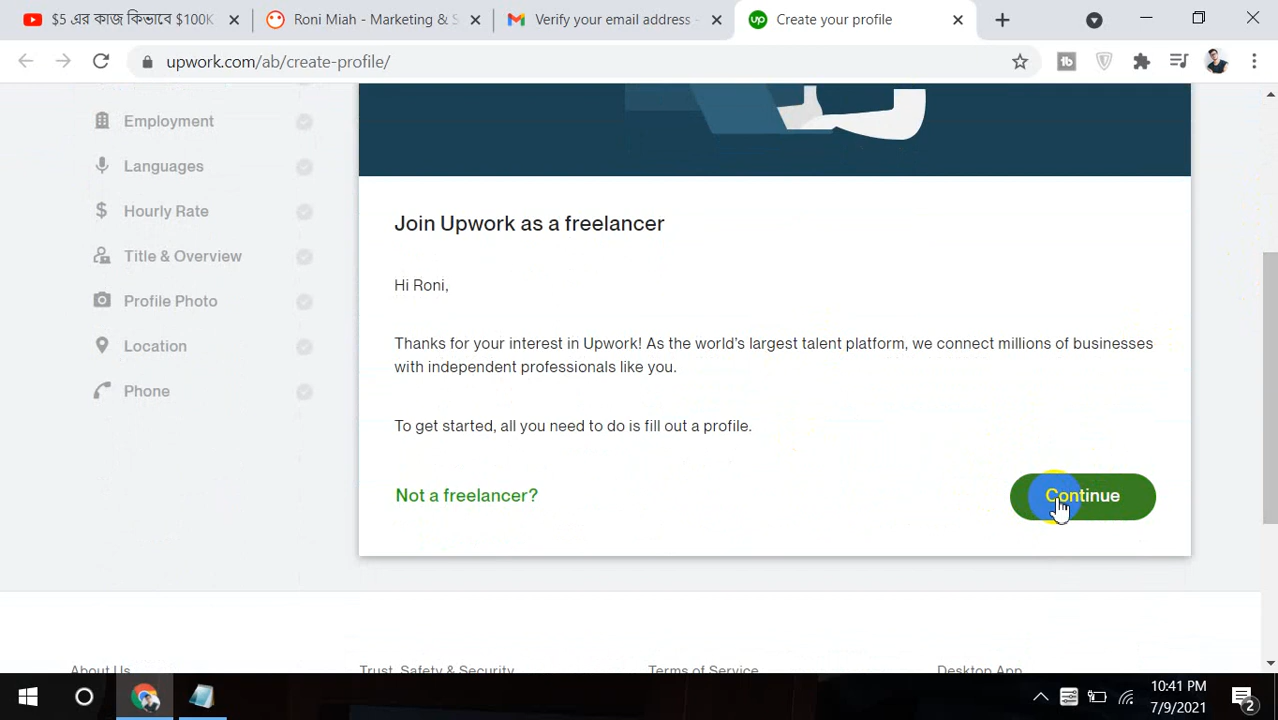 $5 এর কাজ কিভাবে $100K
Roni Miah - Marketing &
Verify your email address
up Create your profile
upwork.com/ab/create-profile/
Employment
Languages
Hourly Rate
Title & Overview
Profile Photo
Location
Phone
Join Upwork as a freelancer
Hi Roni,
Thanks for your interest in Upwork! As the world's largest talent platform, we connect millions of businesses
with independent professionals like you.
To get started, all you need to do is fill out a profile.
Not a freelancer?
Continue
About Us
Trust, Safety & Security
Terms of Service
Desktop App
10:41 PM
7/9/2021
2